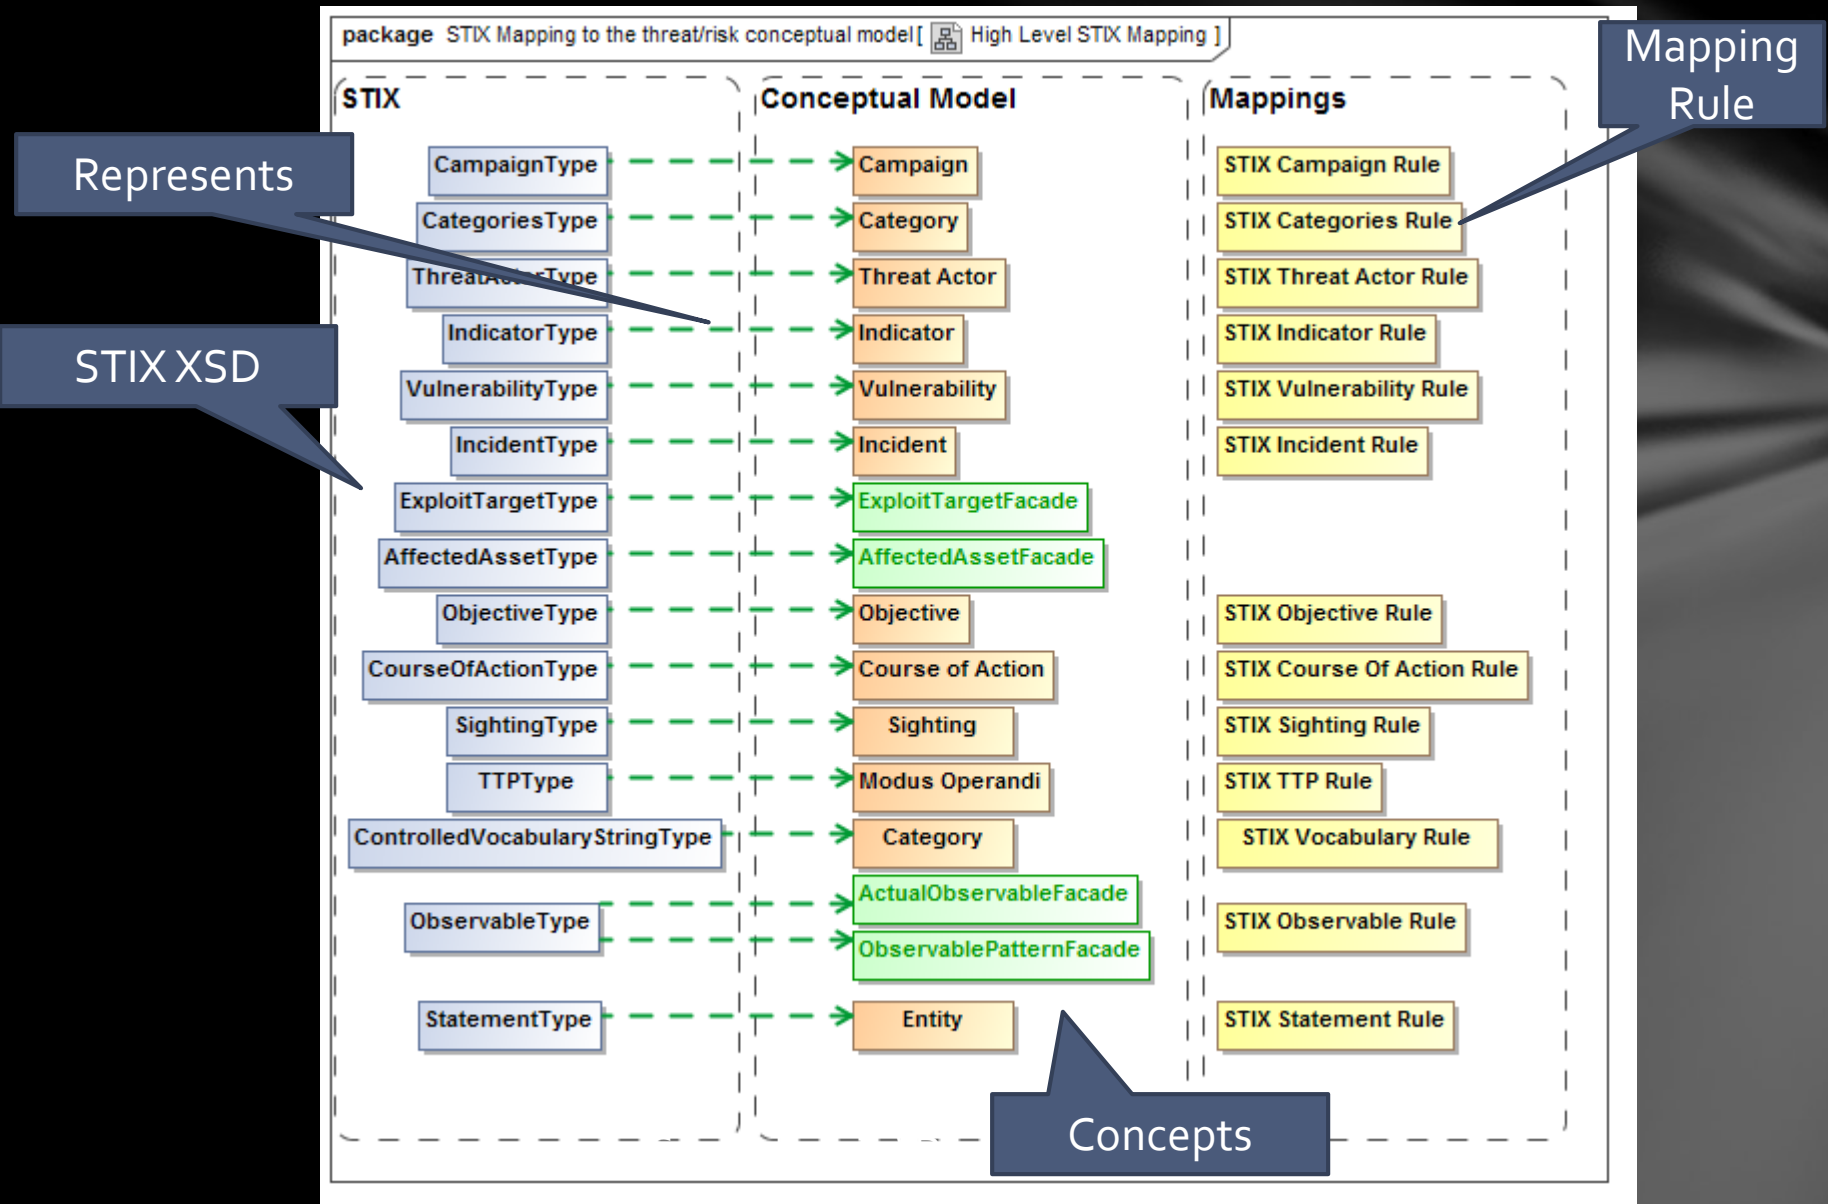 package STIX Mapping to the threat/risk conceptual model[ High Level STIX Mapping ]
Mapping
Rule
STIX Conceptual Model Mappings
Represents
CampaignType Campaign STIX Campaign Rule
CategoriesType Category STIX Categories Rule
ThreatActorType Threat Actor STIX Threat Actor Rule
IndicatorType Indicator STIX Indicator Rule
STIX XSD
VulnerabilityType Vulnerability STIX Vulnerability Rule
IncidentType Incident STIX Incident Rule
ExploitTargetType ExploitTargetFacade
AffectedAssetType AffectedAssetFacade
ObjectiveType Objective STIX Objective Rule
CourseOfActionType Course of Action STIX Course Of Action Rule
SightingType Sighting STIX Sighting Rule
TTPType Modus Operandi STIX TTP Rule
ControlledVocabularyStringType Category STIX Vocabulary Rule
ActualObservableFacade
ObservableType STIX Observable Rule
ObservablePatternFacade
StatementType Entity STIX Statement Rule
Concepts